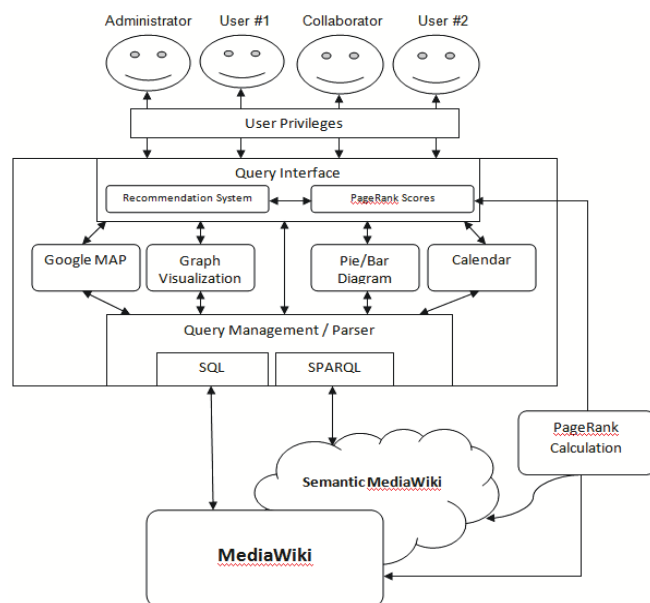 Administrator User #1 Collaborator User #2
User Privileges
Query Interface
Recommendation System PageRank Scores
Google MAP
Graph
Visualization
Pie/Bar
Diagram
Calendar
Query Management / Parser
SQL SPARQL
PageRank
Calculation
Semantic MediaWiki
MediaWiki